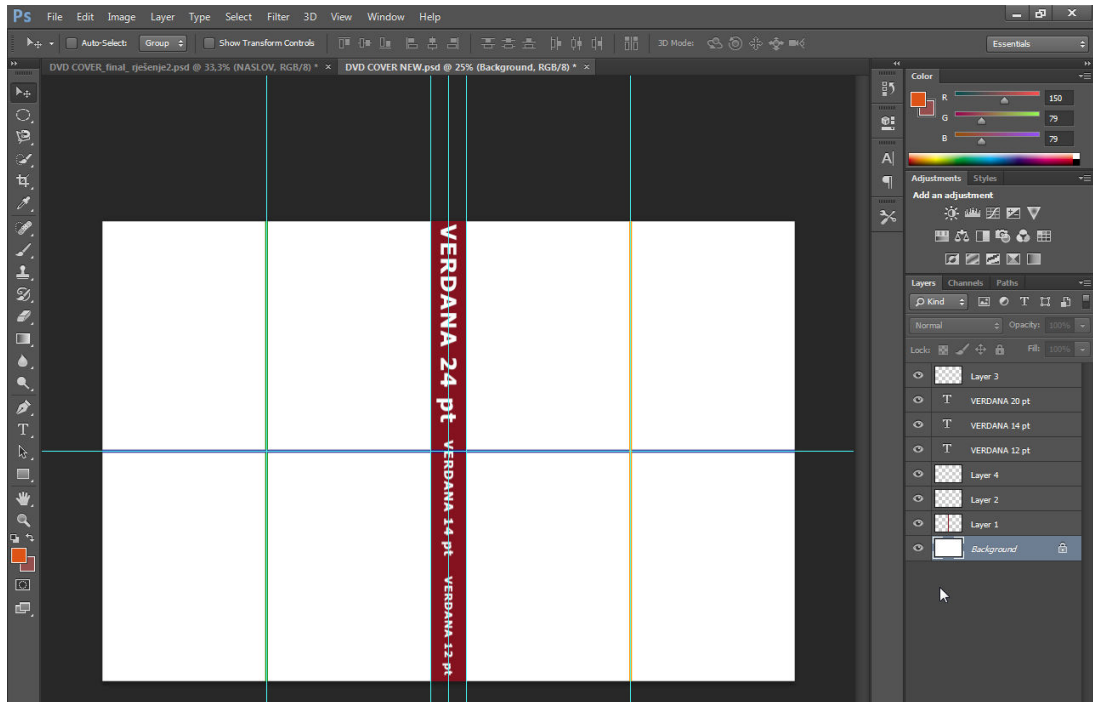 Ps File Edit Image Layer Type Select Filter 3D View Window Help
Auto-Select: Group Show Transform Controls 3D Mode: Essentials
DVD COVER_final_ rješenje2.psd @ 33,3% (NASLOV, RGB/8) * × DVD COVER NEW.psd @ 25% (Background, RGB/8) * ×
Color
R 150
G 79
B 79
Adjustments Styles
Add an adjustment
Layers Channels Paths
Kind
Normal Opacity: 100%
Lock: Fill: 100%
Layer 3
T VERDANA 20 pt
T VERDANA 14 pt
T VERDANA 12 pt
Layer 4
Layer 2
Layer 1
Background
VERDANA 24 pt
VERDANA 14 pt
VERDANA 12 pt